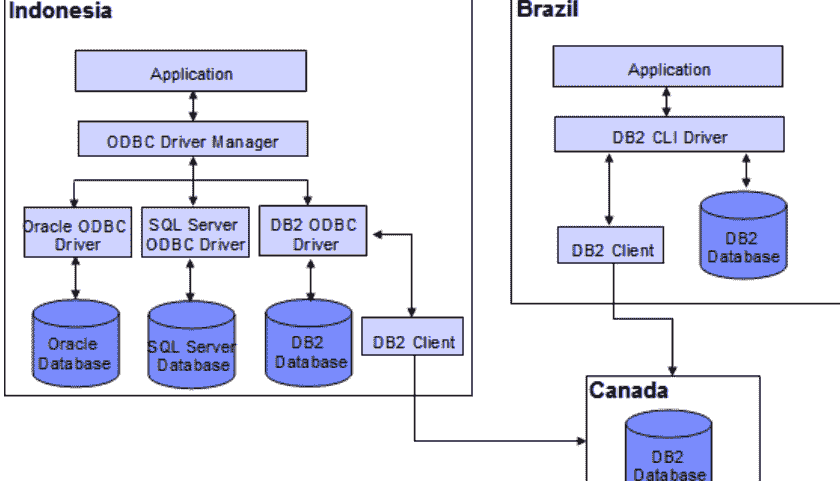 Indonesia
Application
ODBC Driver Manager
Oracle ODBC
Driver
SQL Server
ODBC Driver
DB2 ODBC
Driver
Oracle
Database
SQL Server
Database
DB2
Database
DB2 Client
Brazil
Application
DB2 CLI Driver
DB2 Client
DB2
Database
Canada
DB2
Database